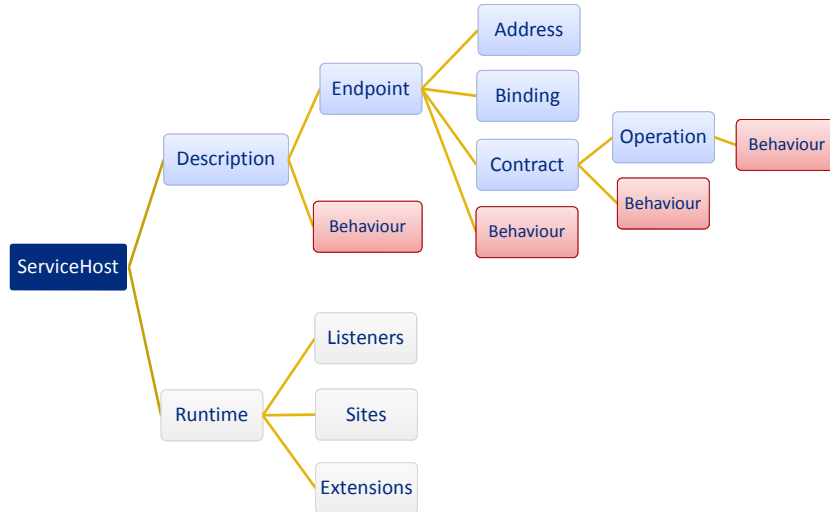 Address
Endpoint
Binding
Operation
Behaviour
Description
Contract
Behaviour
Behaviour
Behaviour
ServiceHost
Listeners
Runtime
Sites
Extensions